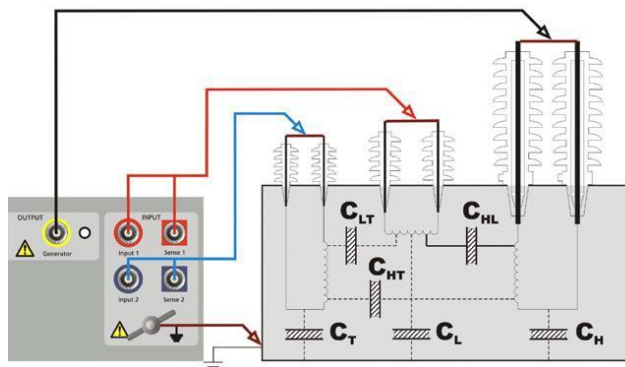 OUTPUT
Generator
INPUT
Input 1
Sense 1
Input 2
Sense 2
CLT
CHL
CHT
CT
CL
CH